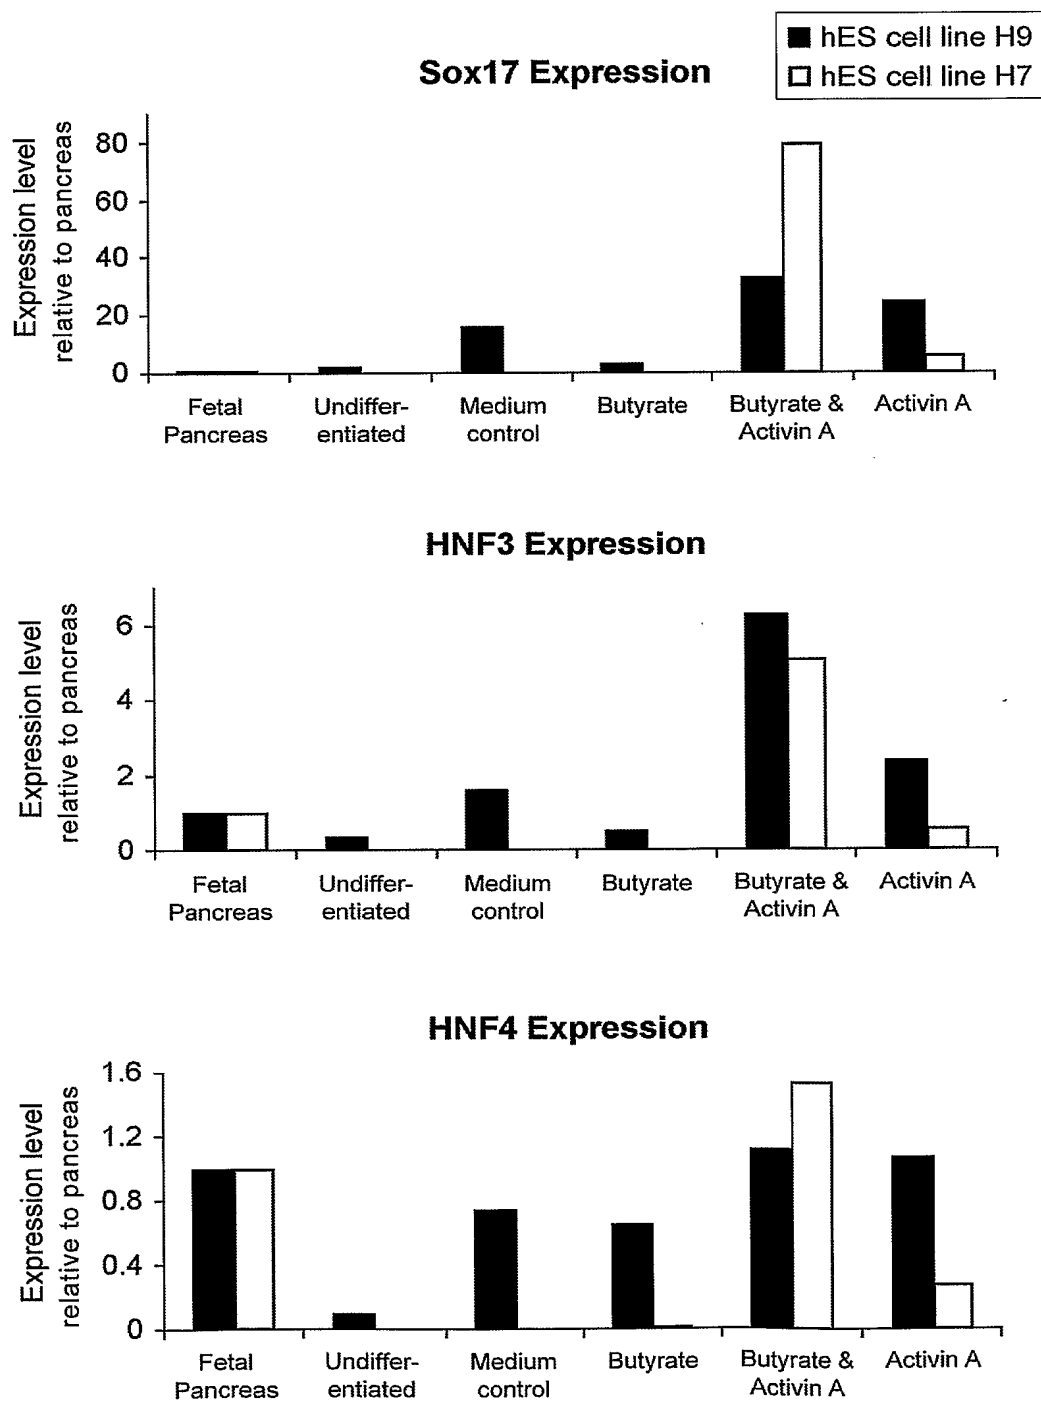 hES cell line H9
hES cell line H7
Sox17 Expression
Expression level
relative to pancreas
80
60
40
20
0
Fetal
Pancreas
Undiffer-
entiated
Medium
control
Butyrate
Butyrate &
Activin A
Activin A
HNF3 Expression
Expression level
relative to pancreas
6
4
2
0
Fetal
Pancreas
Undiffer-
entiated
Medium
control
Butyrate
Butyrate &
Activin A
Activin A
HNF4 Expression
Expression level
relative to pancreas
1.6
1.2
0.8
0.4
0
Fetal
Pancreas
Undiffer-
entiated
Medium
control
Butyrate
Butyrate &
Activin A
Activin A